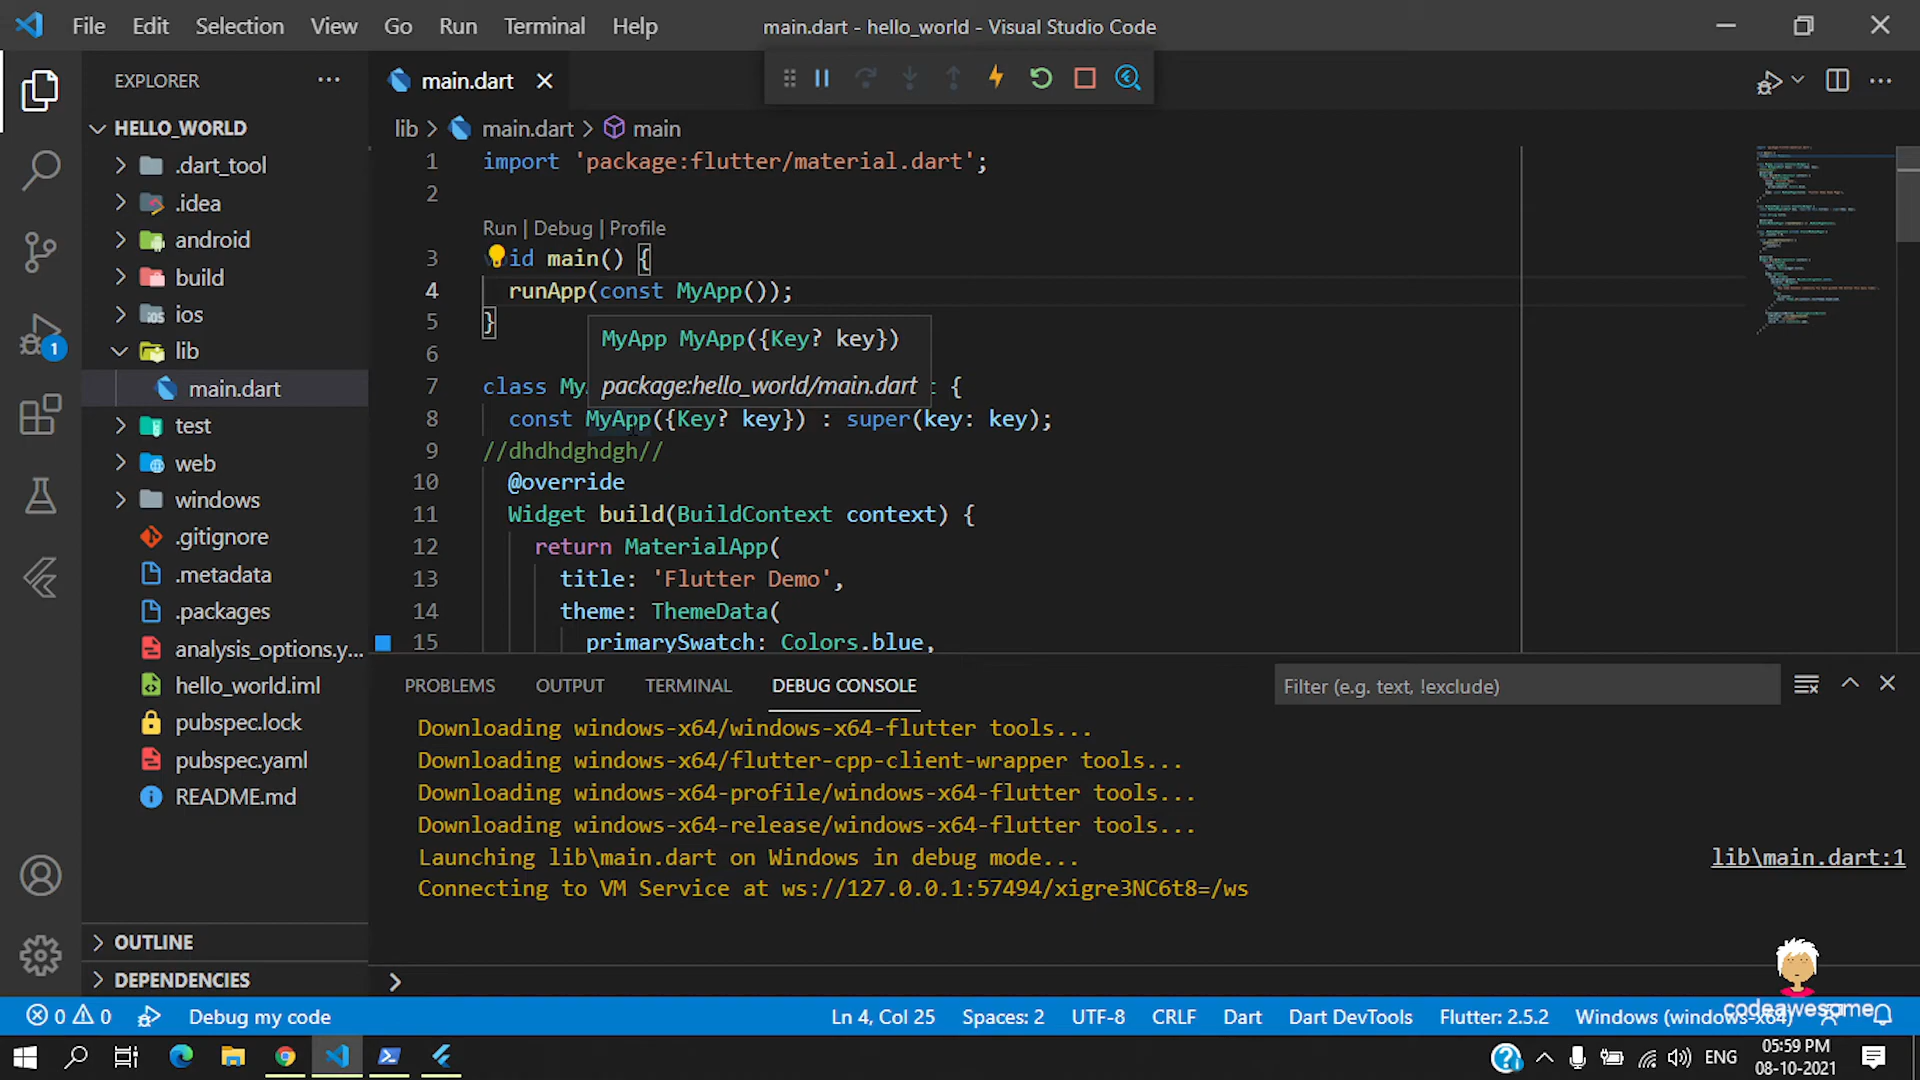 File Edit Selection View Go Run Terminal Help main.dart - hello_world - Visual Studio Code
EXPLORER
main.dart
HELLO_WORLD
.dart_tool
.idea
android
build
ios
lib
main.dart
test
web
windows
.gitignore
.metadata
.packages
analysis_options.y...
hello_world.iml
pubspec.lock
pubspec.yaml
README.md
OUTLINE
DEPENDENCIES
1
lib > main.dart > main
1 import 'package:flutter/material.dart';
2
Run | Debug | Profile
3 id main() {
4 runApp(const MyApp());
5 }
MyApp MyApp({Key? key})
package:hello_world/main.dart
6
7 class My {
8 const MyApp({Key? key}) : super(key: key);
9 //dhdhdghdgh//
10 @override
11 Widget build(BuildContext context) {
12 return MaterialApp(
13 title: 'Flutter Demo',
14 theme: ThemeData(
15 primarySwatch: Colors.blue,
PROBLEMS OUTPUT TERMINAL DEBUG CONSOLE Filter (e.g. text, !exclude)
Downloading windows-x64/windows-x64-flutter tools...
Downloading windows-x64/flutter-cpp-client-wrapper tools...
Downloading windows-x64-profile/windows-x64-flutter tools...
Downloading windows-x64-release/windows-x64-flutter tools...
Launching lib\main.dart on Windows in debug mode... lib\main.dart:1
Connecting to VM Service at ws://127.0.0.1:57494/xigre3NC6t8=/ws
codeawesome
0 0 Debug my code Ln 4, Col 25 Spaces: 2 UTF-8 CRLF Dart Dart DevTools Flutter: 2.5.2 Windows (windows-x64)
ENG 05:59 PM
08-10-2021